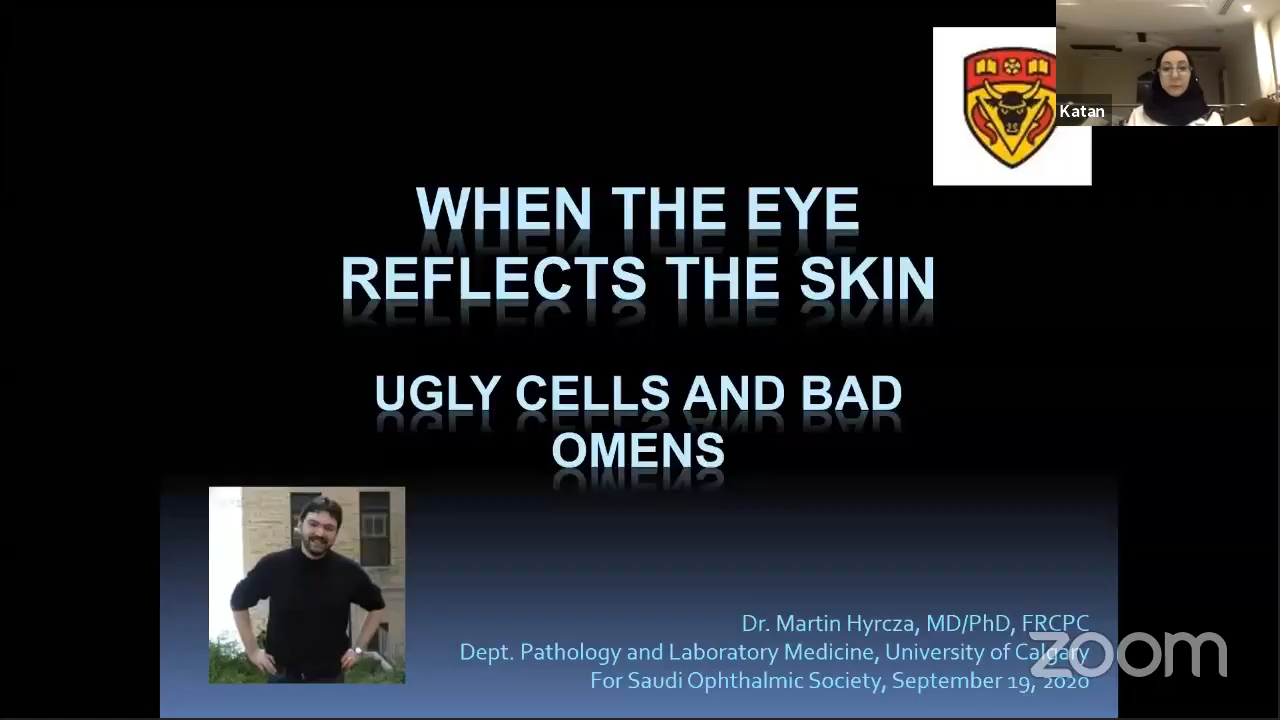 Katan
WHEN THE EYE
REFLECTS THE SKIN
UGLY CELLS AND BAD
OMENS
Dr. Martin Hyrcza, MD/PhD, FRCPC
Dept. Pathology and Laboratory Medicine, University of Calgary
For Saudi Ophthalmic Society, September 19, 2020
zoom